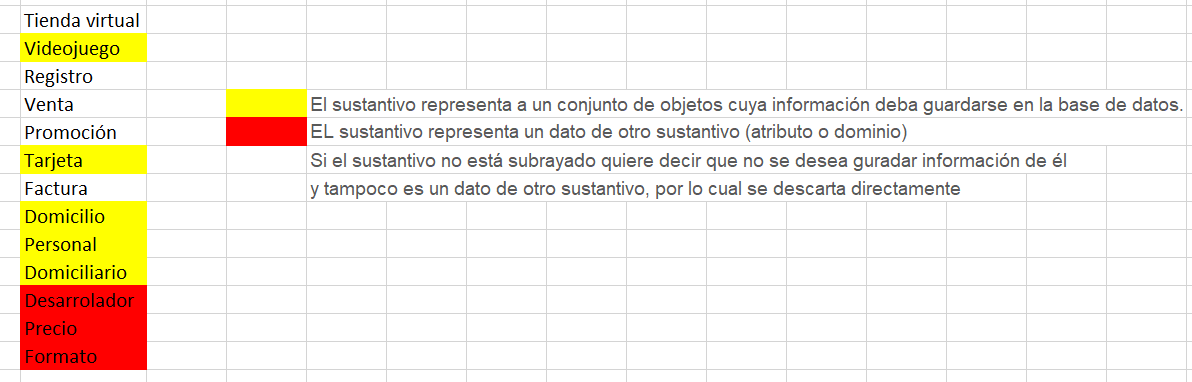 Tienda virtual
Videojuego
Registro
Venta
El sustantivo representa a un conjunto de objetos cuya información deba guardarse en la base de datos.
Promoción
EL sustantivo representa un dato de otro sustantivo (atributo o dominio)
Tarjeta
Si el sustantivo no está subrayado quiere decir que no se desea guradar información de él
Factura
y tampoco es un dato de otro sustantivo, por lo cual se descarta directamente
Domicilio
Personal
Domiciliario
Desarrolador
Precio
Formato